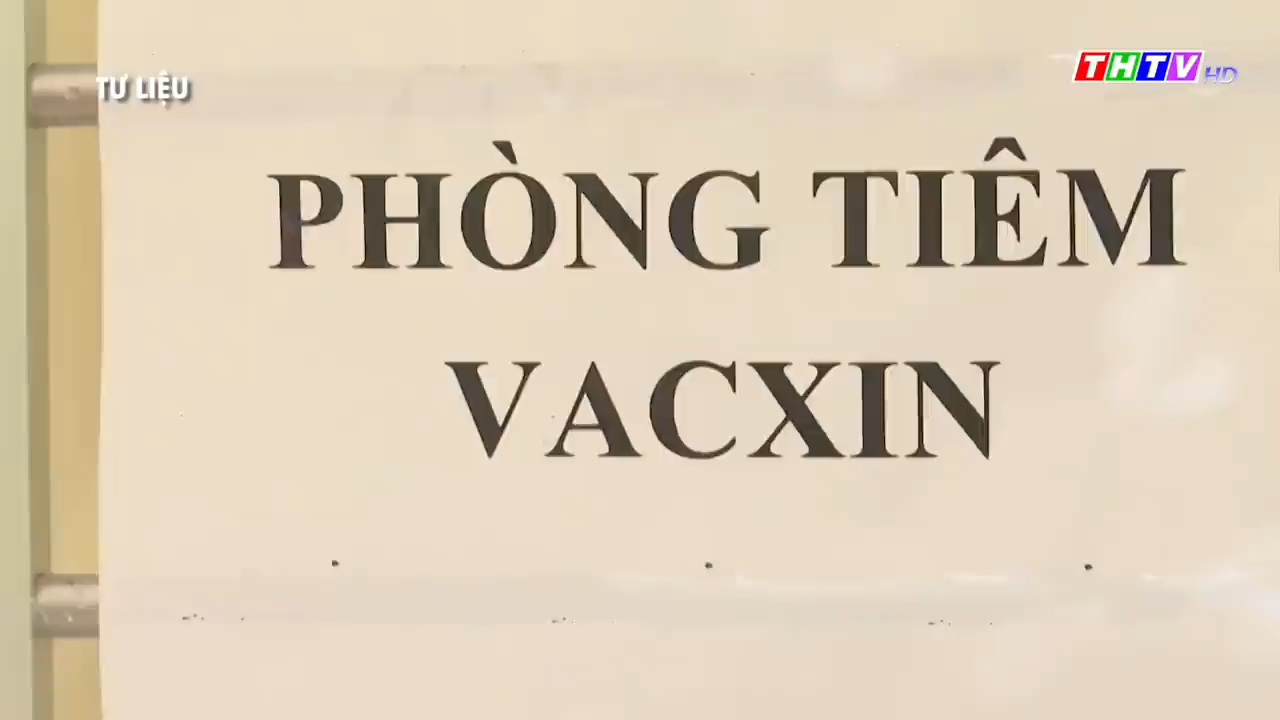 TƯ LIỆU
THTV HD
PHÒNG TIÊM
VACXIN